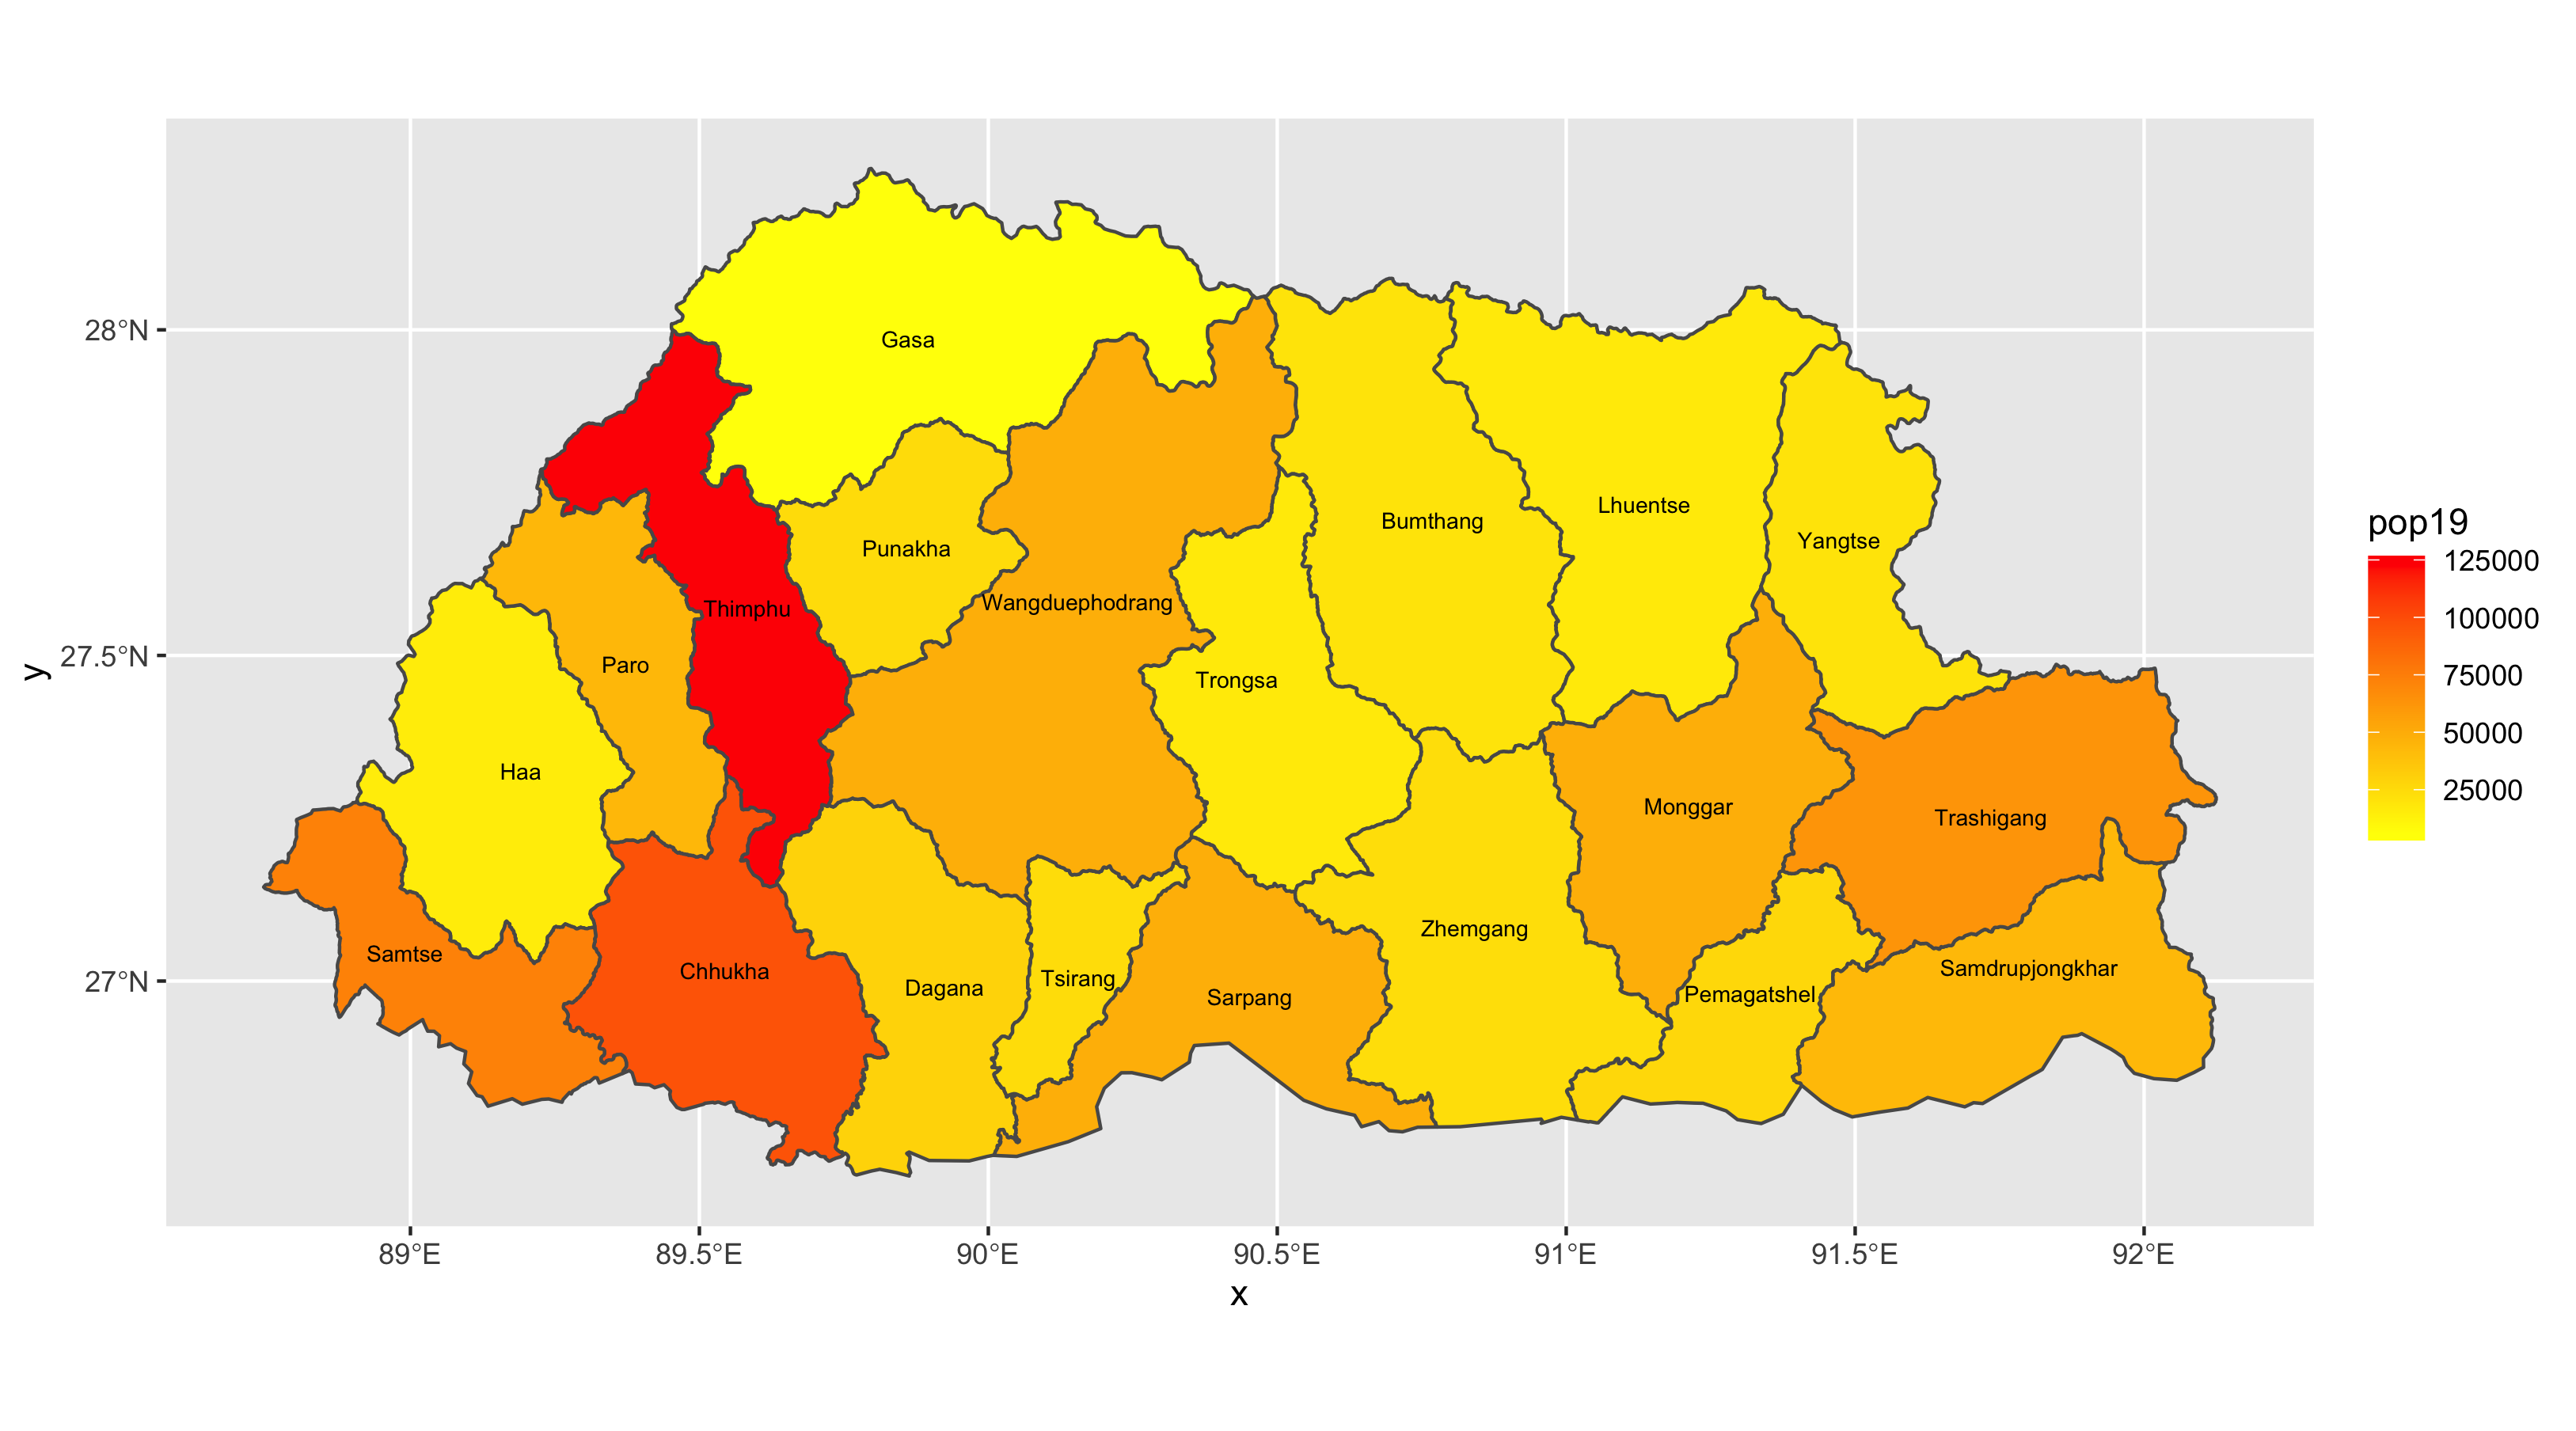 Gasa
28°N
Lhuentse
Bumthang
Yangtse
Punakha
Wangduephodrang
Thimphu
Paro
27.5°N
Trongsa
Haa
Monggar
Trashigang
Zhemgang
Samtse
Samdrupjongkhar
Chhukha
Tsirang
27°N
Dagana
Pemagatshel
Sarpang
y
89°E 89.5°E 90°E 90.5°E 91°E 91.5°E 92°E
x
pop19
125000
100000
75000
50000
25000